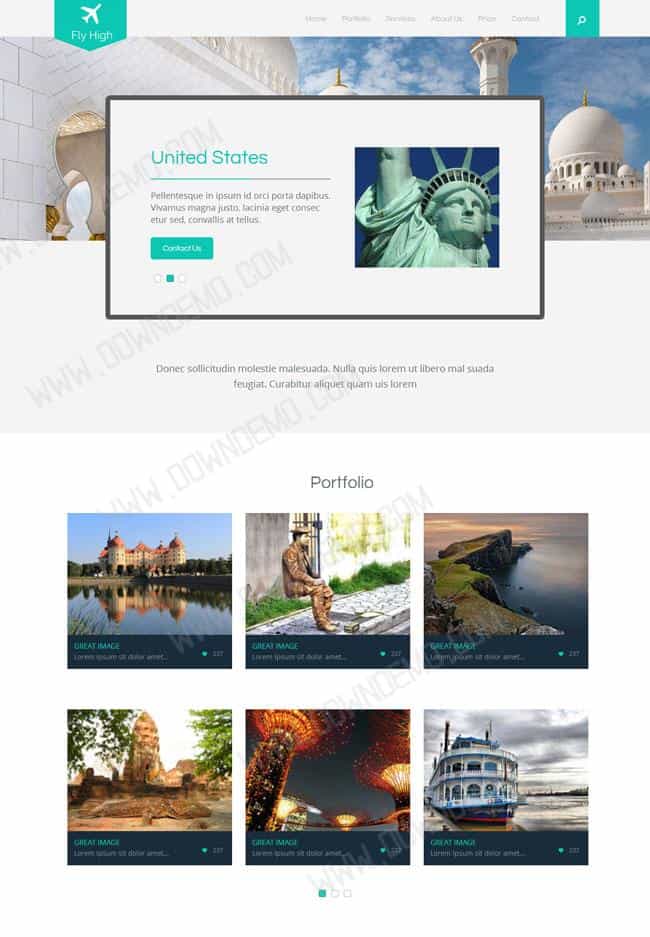 Fly High
Home Portfolio Services About Us Price Contact
United States
Pellentesque in ipsum id orci porta dapibus.
Vivamus magna justo, lacinia eget consec
etur sed, convallis at tellus.
Contact Us
Donec sollicitudin molestie malesuada. Nulla quis lorem ut libero mal suada
feugiat. Curabitur aliquet quam uis lorem
Portfolio
GREAT IMAGE
Lorem ipsum sit dolor amet...
237
GREAT IMAGE
Lorem ipsum sit dolor amet...
237
GREAT IMAGE
Lorem ipsum sit dolor amet...
237
GREAT IMAGE
Lorem ipsum sit dolor amet...
237
GREAT IMAGE
Lorem ipsum sit dolor amet...
237
GREAT IMAGE
Lorem ipsum sit dolor amet...
237
WWW.DOWNDEMO.COM